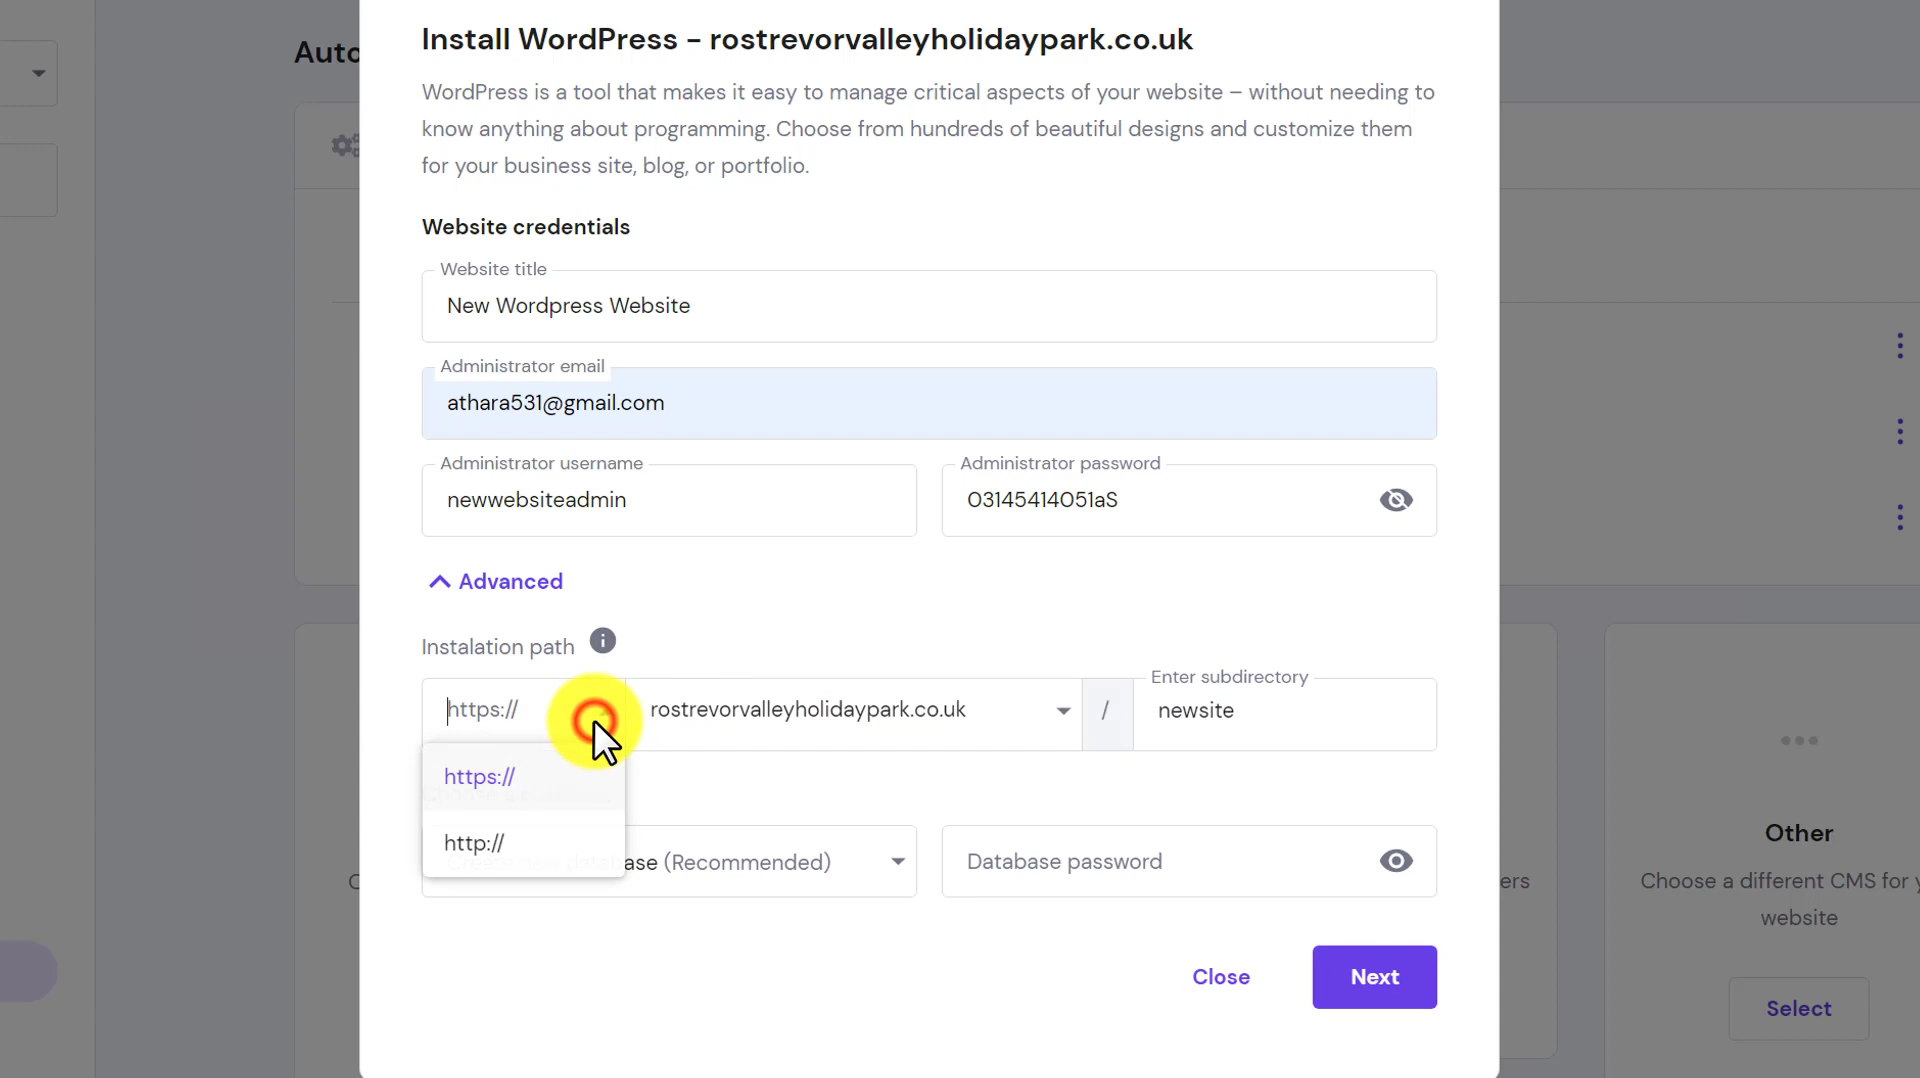 Auto
Install WordPress – rostrevorvalleyholidaypark.co.uk
WordPress is a tool that makes it easy to manage critical aspects of your website – without needing to
know anything about programming. Choose from hundreds of beautiful designs and customize them
for your business site, blog, or portfolio.
Website credentials
Website title
New Wordpress Website
Administrator email
athara531@gmail.com
Administrator username
newwebsiteadmin
Administrator password
03145414051aS
Advanced
Instalation path
https://
rostrevorvalleyholidaypark.co.uk
/
Enter subdirectory
newsite
https://
http://
Create new database (Recommended)
Database password
Close
Next
Other
Choose a different CMS for
website
Select